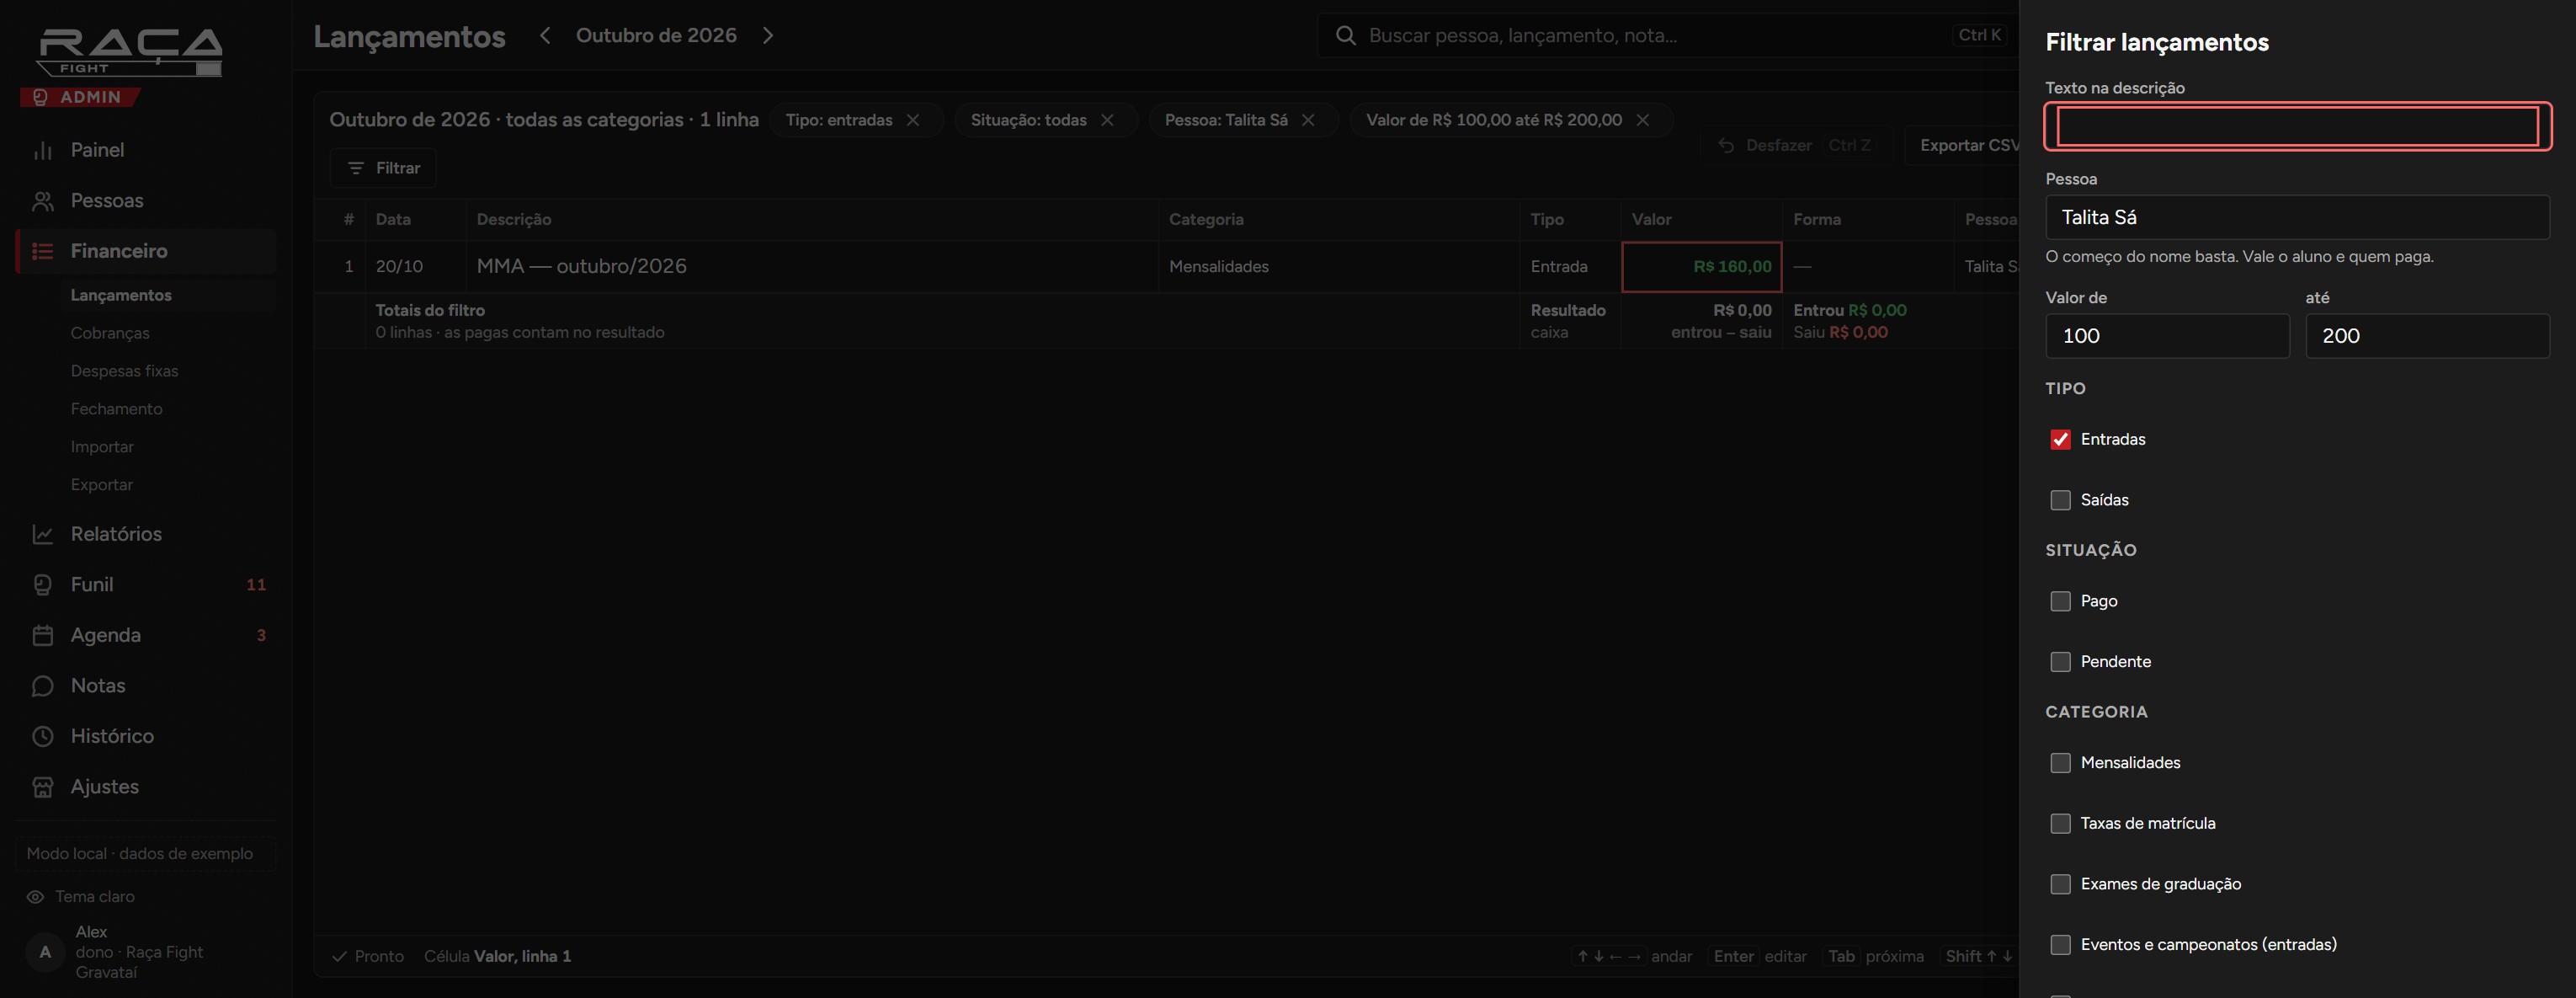 RAÇA
FIGHT
ADMIN
Painel
Pessoas
Financeiro
Lançamentos
Cobranças
Despesas fixas
Fechamento
Importar
Exportar
Relatórios
Funil 11
Agenda 3
Notas
Histórico
Ajustes
Modo local · dados de exemplo
Tema claro
A
Alex
dono · Raça Fight
Gravataí
Lançamentos Outubro de 2026
Buscar pessoa, lançamento, nota... Ctrl K
Outubro de 2026 · todas as categorias · 1 linha Tipo: entradas Situação: todas Pessoa: Talita Sá Valor de R$ 100,00 até R$ 200,00
Desfazer Ctrl Z Exportar CSV
Filtrar
# Data Descrição Categoria Tipo Valor Forma Pessoa
1 20/10 MMA — outubro/2026 Mensalidades Entrada R$ 160,00 — Talita S
Totais do filtro Resultado R$ 0,00 Entrou R$ 0,00
0 linhas · as pagas contam no resultado caixa entrou – saiu Saiu R$ 0,00
Pronto Célula Valor, linha 1 ↑ ↓ ← → andar Enter editar Tab próxima Shift ↑ ↓
Filtrar lançamentos
Texto na descrição
Pessoa
Talita Sá
O começo do nome basta. Vale o aluno e quem paga.
Valor de até
100 200
TIPO
Entradas
Saídas
SITUAÇÃO
Pago
Pendente
CATEGORIA
Mensalidades
Taxas de matrícula
Exames de graduação
Eventos e campeonatos (entradas)